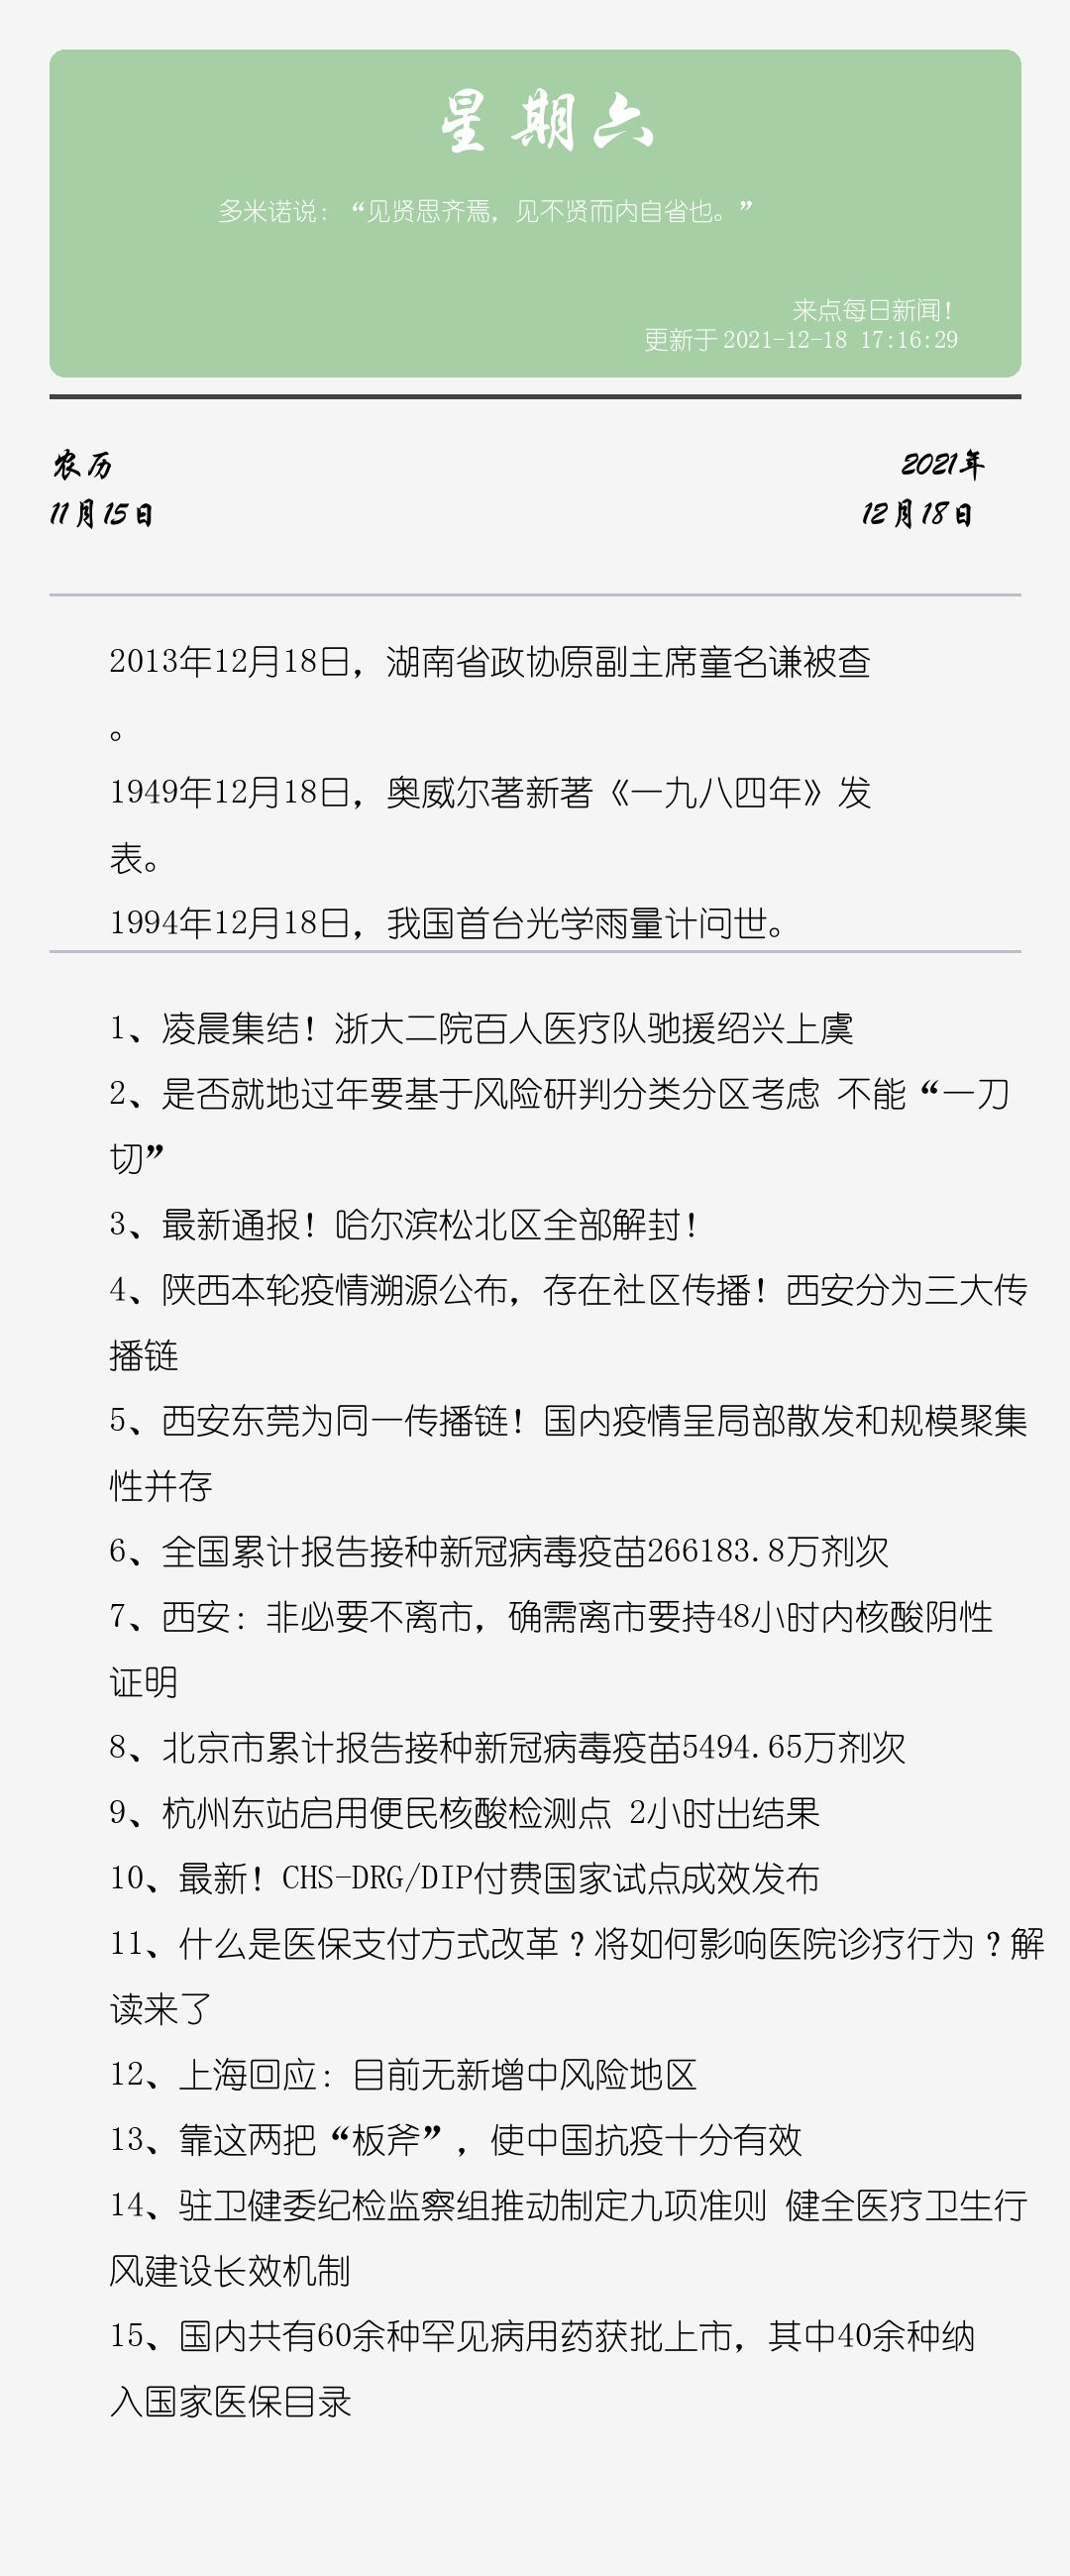 星期六
多米诺说：“见贤思齐焉，见不贤而内自省也。”
来点每日新闻！
更新于 2021-12-18 17:16:29
农历
2021年
11月15日
12月18日
2013年12月18日，湖南省政协原副主席童名谦被查
。
1949年12月18日，奥威尔著新著《一九八四年》发
表。
1994年12月18日，我国首台光学雨量计问世。
1、凌晨集结！浙大二院百人医疗队驰援绍兴上虞
2、是否就地过年要基于风险研判分类分区考虑 不能“一刀
切”
3、最新通报！哈尔滨松北区全部解封！
4、陕西本轮疫情溯源公布，存在社区传播！西安分为三大传
播链
5、西安东莞为同一传播链！国内疫情呈局部散发和规模聚集
性并存
6、全国累计报告接种新冠病毒疫苗266183.8万剂次
7、西安：非必要不离市，确需离市要持48小时内核酸阴性
证明
8、北京市累计报告接种新冠病毒疫苗5494.65万剂次
9、杭州东站启用便民核酸检测点 2小时出结果
10、最新！CHS-DRG/DIP付费国家试点成效发布
11、什么是医保支付方式改革？将如何影响医院诊疗行为？解
读来了
12、上海回应：目前无新增中风险地区
13、靠这两把“板斧”，使中国抗疫十分有效
14、驻卫健委纪检监察组推动制定九项准则 健全医疗卫生行
风建设长效机制
15、国内共有60余种罕见病用药获批上市，其中40余种纳
入国家医保目录